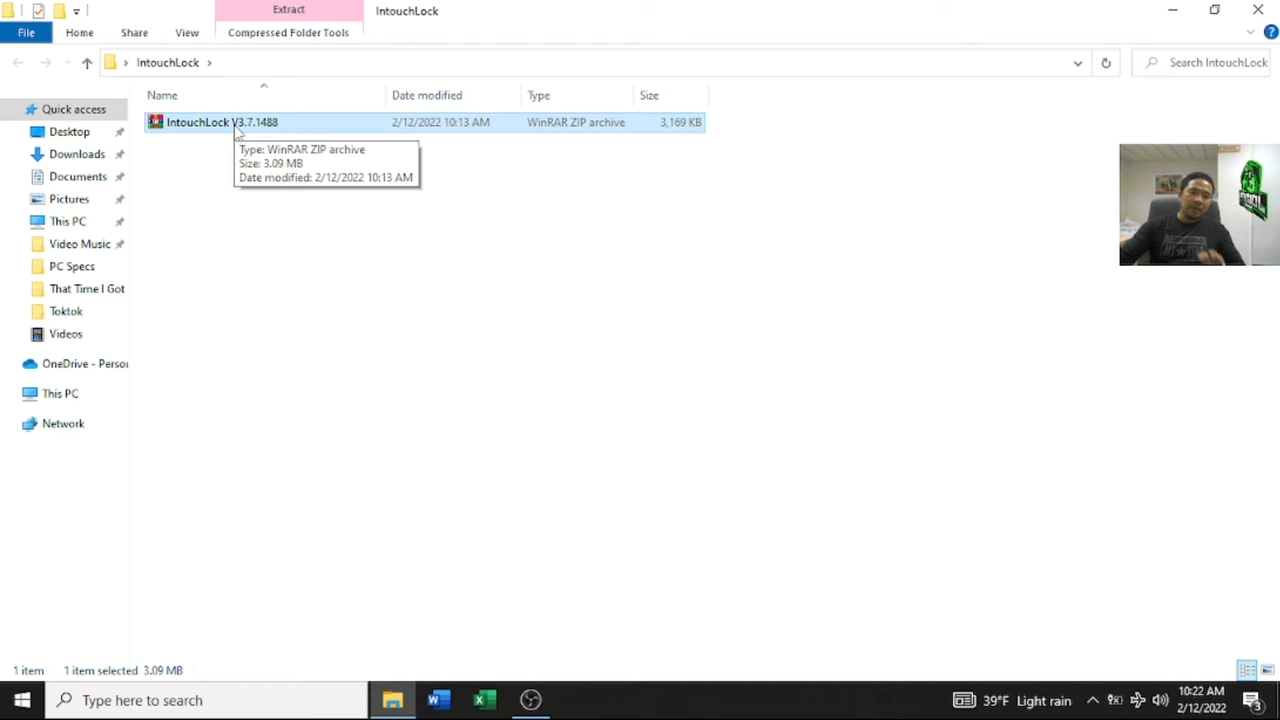 Extract
IntouchLock
File
Home
Share
View
Compressed Folder Tools
IntouchLock
Search IntouchLock
Name
Date modified
Type
Size
IntouchLock V3.7.1488
2/12/2022 10:13 AM
WinRAR ZIP archive
3,169 KB
Type: WinRAR ZIP archive
Size: 3.09 MB
Date modified: 2/12/2022 10:13 AM
Quick access
Desktop
Downloads
Documents
Pictures
This PC
Video Music
PC Specs
That Time I Got
Toktok
Videos
OneDrive - Perso
This PC
Network
1 item
1 item selected 3.09 MB
Type here to search
39°F Light rain
10:22 AM
2/12/2022
3